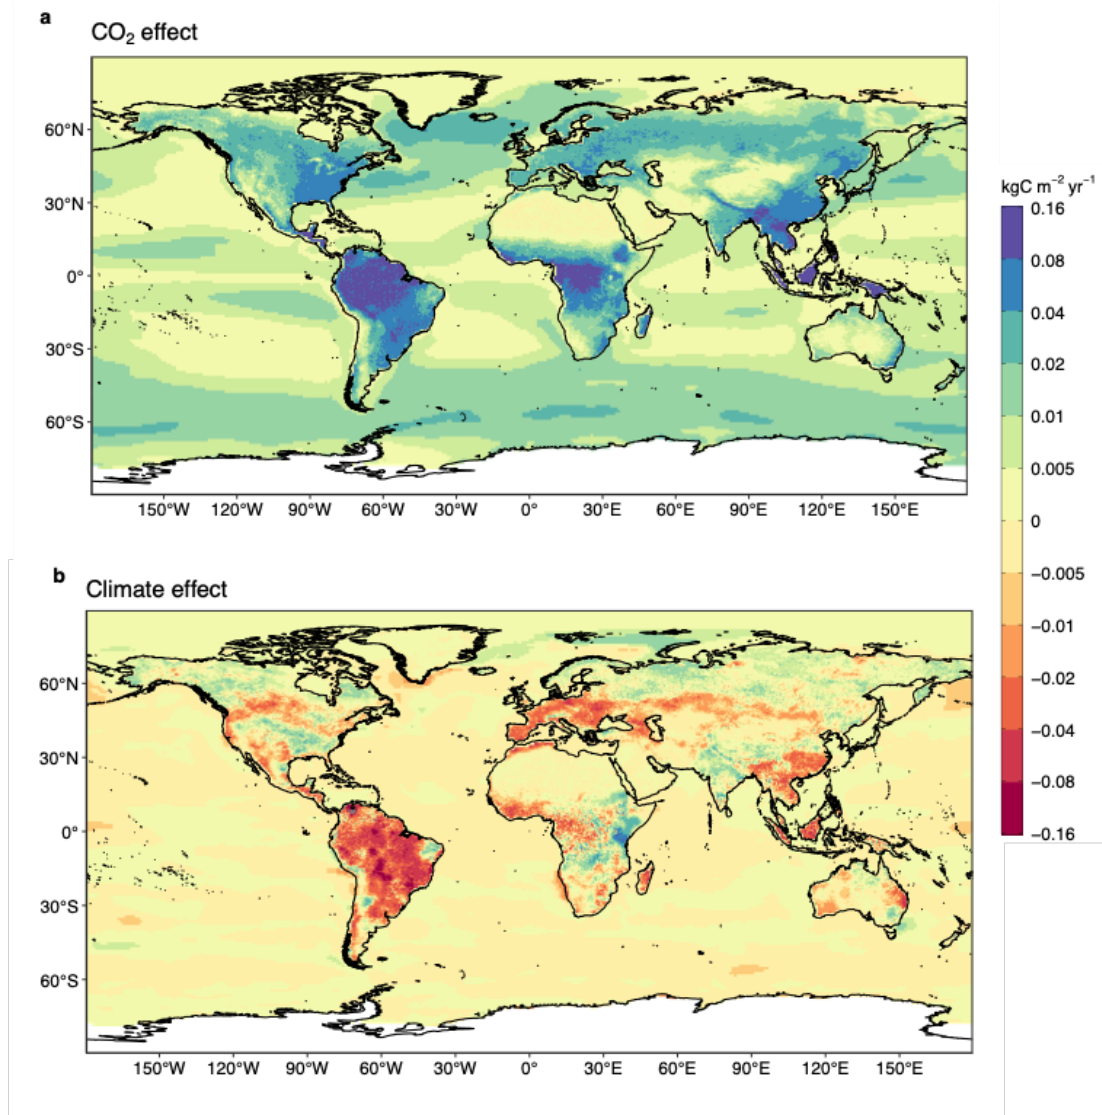 a
CO₂ effect
60°N
30°N
0°
30°S
60°S
150°W 120°W 90°W 60°W 30°W 0° 30°E 60°E 90°E 120°E 150°E
kgC m⁻² yr⁻¹
0.16
0.08
0.04
0.02
0.01
0.005
0
−0.005
−0.01
−0.02
−0.04
−0.08
−0.16
b
Climate effect
60°N
30°N
0°
30°S
60°S
150°W 120°W 90°W 60°W 30°W 0° 30°E 60°E 90°E 120°E 150°E